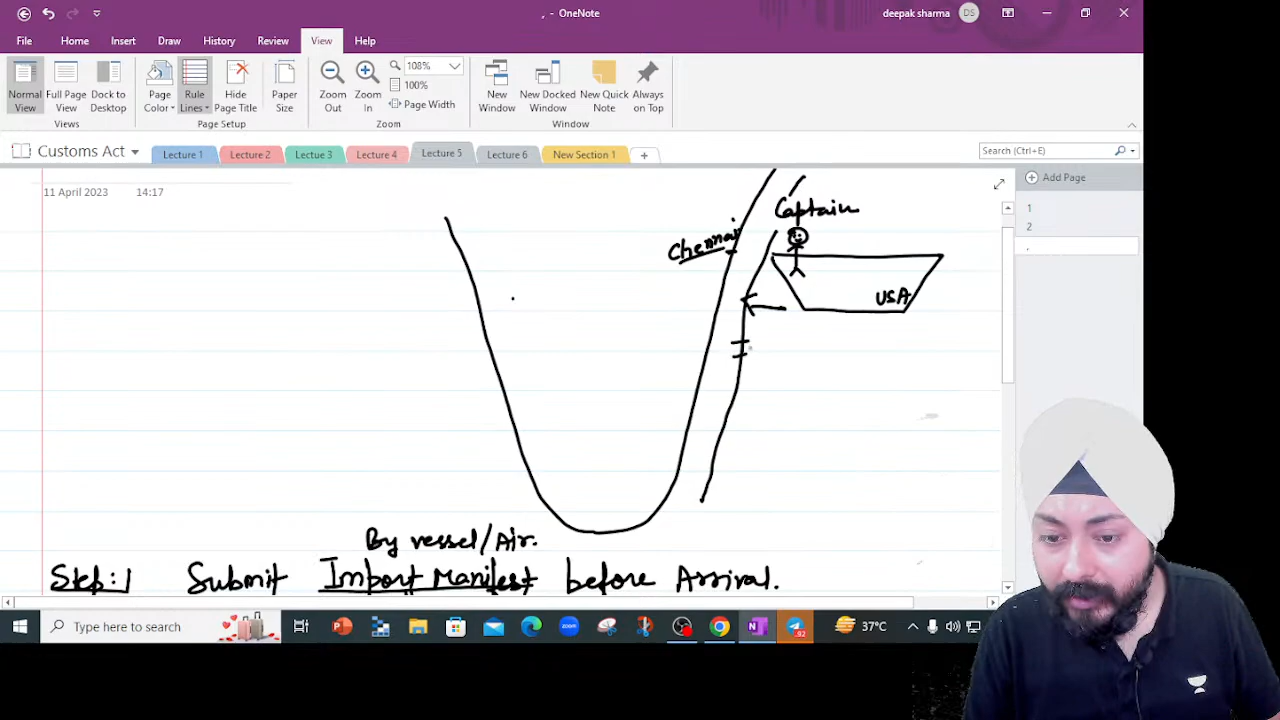 , - OneNote
deepak sharma DS
File Home Insert Draw History Review View Help
Normal View
Full Page View
Dock to Desktop
Page Color
Rule Lines
Hide Page Title
Paper Size
Zoom Out
Zoom In
108%
100%
Page Width
New Window
New Docked Window
New Quick Note
Always on Top
Views Page Setup Zoom Window
Customs Act Lecture 1 Lecture 2 Lectue 3 Lecture 4 Lecture 5 Lecture 6 New Section 1 + Search (Ctrl+E)
Add Page
11 April 2023 14:17
1
2
.
Captain
Chennai
USA
By vessel/Air.
Step:1 Submit Import Manifest before Arrival.
Type here to search
zoom
92
37°C